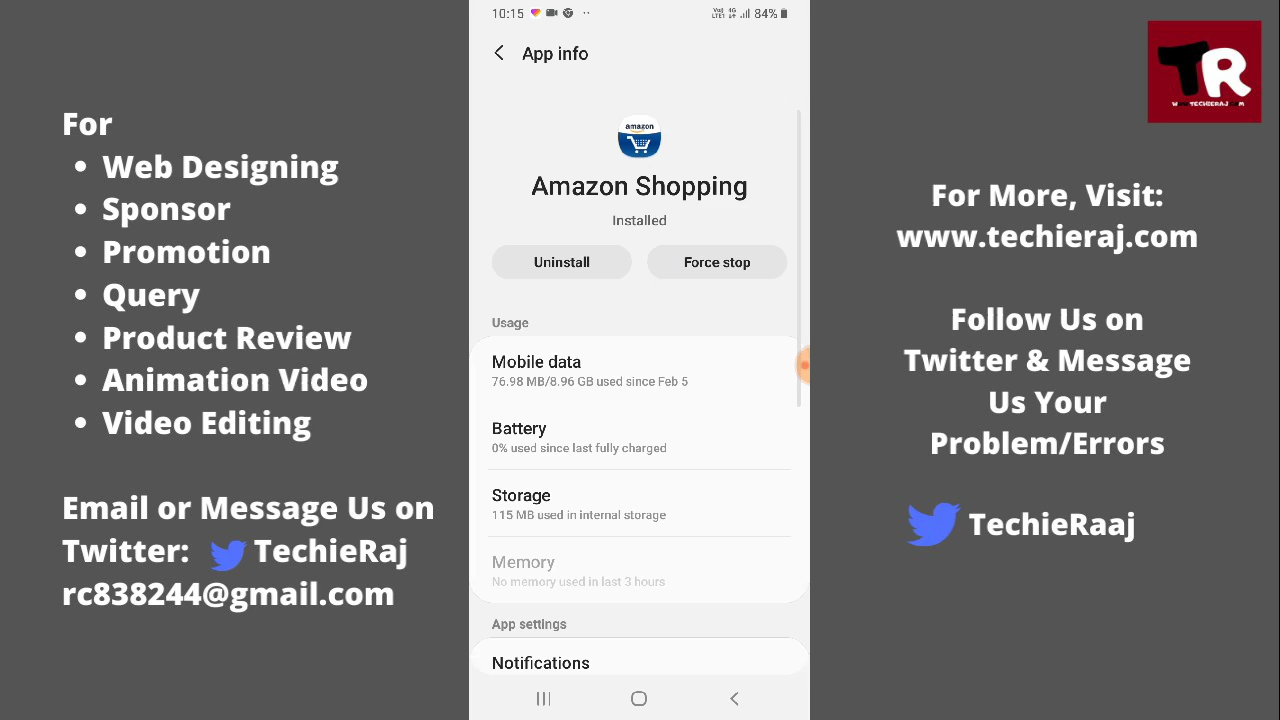 For
• Web Designing
• Sponsor
• Promotion
• Query
• Product Review
• Animation Video
• Video Editing
Email or Message Us on
Twitter: TechieRaj
rc838244@gmail.com
10:15
84%
App info
amazon
Amazon Shopping
Installed
Uninstall
Force stop
Usage
Mobile data
76.98 MB/8.96 GB used since Feb 5
Battery
0% used since last fully charged
Storage
115 MB used in internal storage
Memory
No memory used in last 3 hours
App settings
Notifications
TR
For More, Visit:
www.techieraj.com
Follow Us on
Twitter & Message
Us Your
Problem/Errors
TechieRaaj